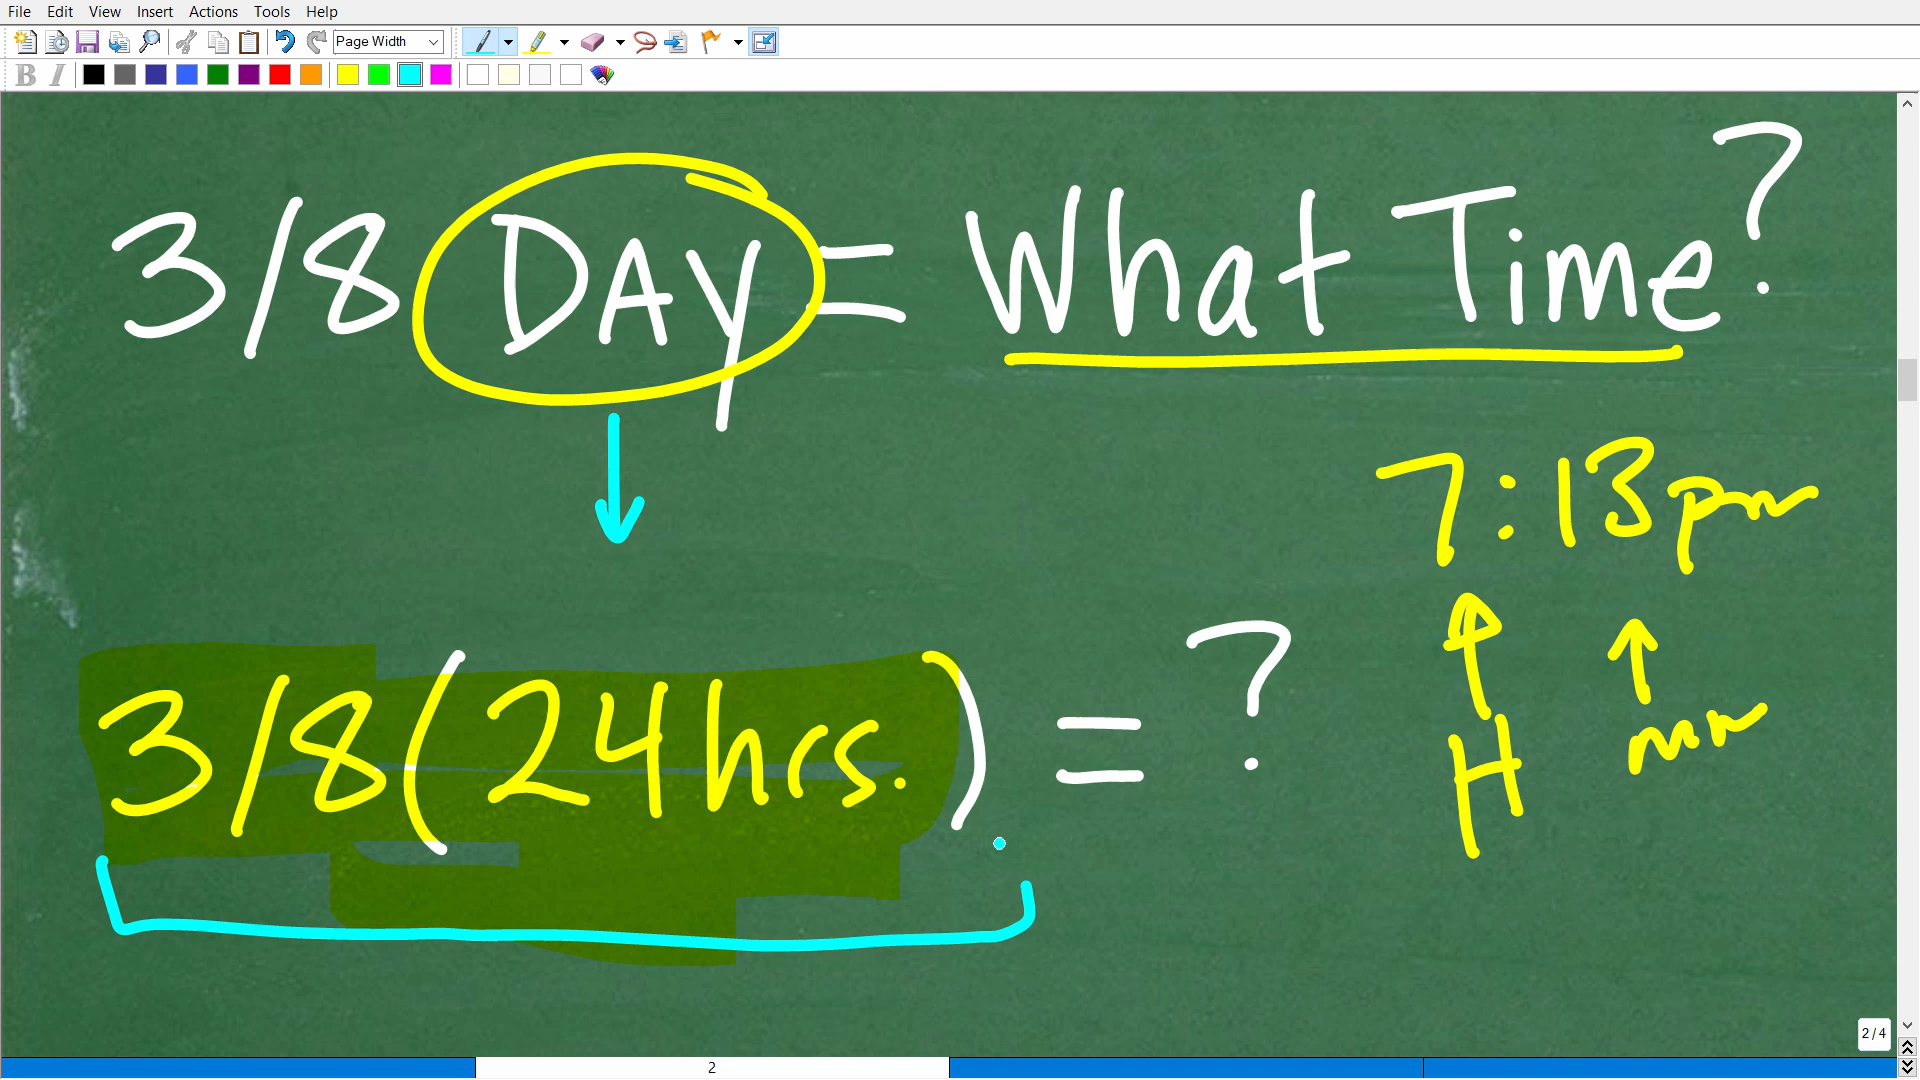 File Edit View Insert Actions Tools Help
Page Width
B I
3/8 DAy = What Time?
7:13pm
3/8(24hrs.) = ?
H
2/4
2